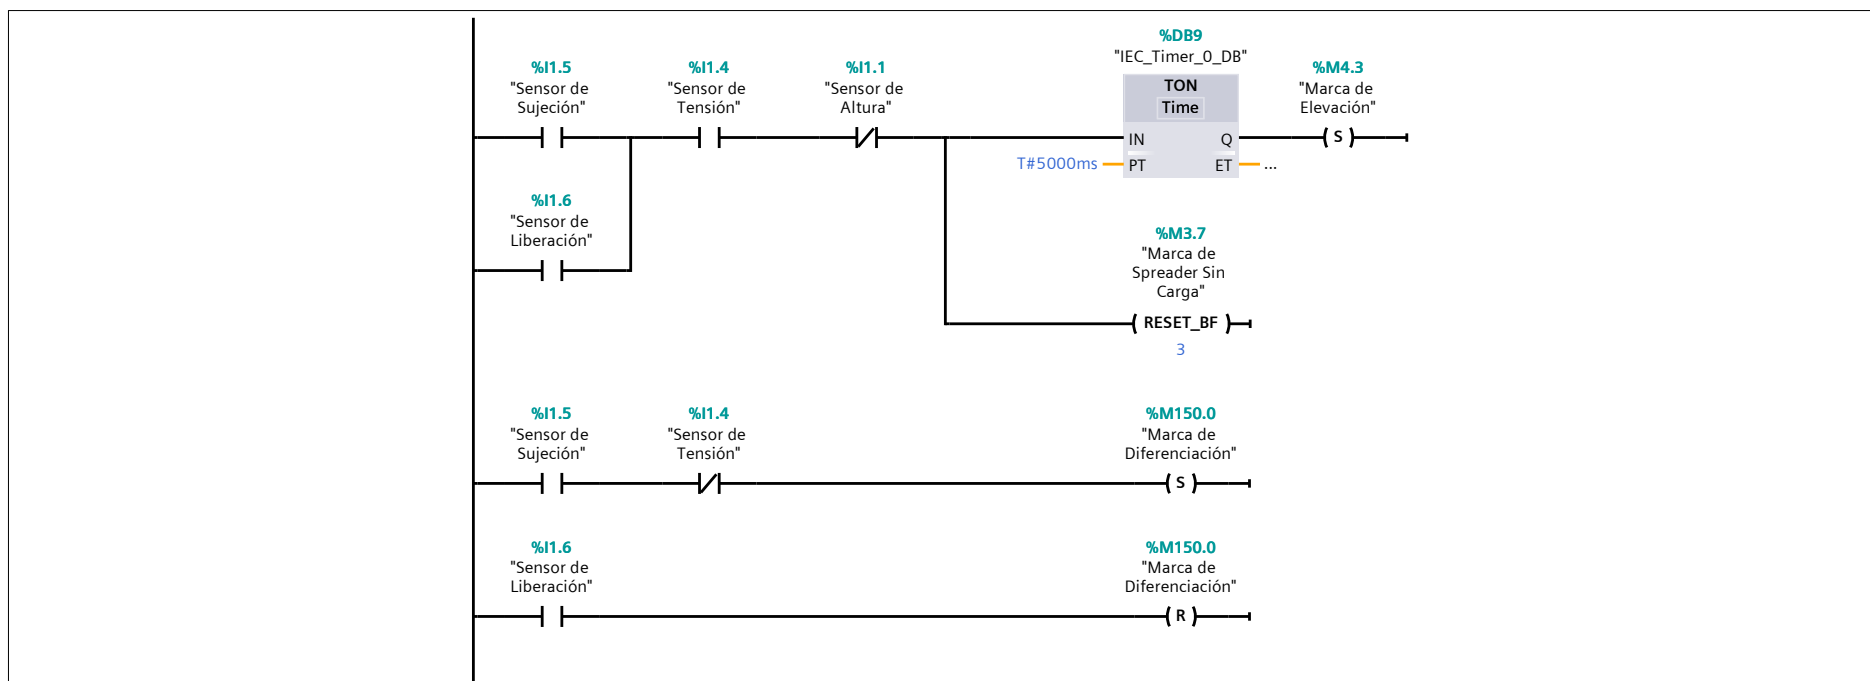 %DB9
"IEC_Timer_0_DB"
%I1.5
"Sensor de
Sujeción"
%I1.4
"Sensor de
Tensión"
%I1.1
"Sensor de
Altura"
TON
Time
IN
Q
T#5000ms
PT
ET
...
%M4.3
"Marca de
Elevación"
S
%I1.6
"Sensor de
Liberación"
%M3.7
"Marca de
Spreader Sin
Carga"
RESET_BF
3
%I1.5
"Sensor de
Sujeción"
%I1.4
"Sensor de
Tensión"
%M150.0
"Marca de
Diferenciación"
S
%I1.6
"Sensor de
Liberación"
%M150.0
"Marca de
Diferenciación"
R